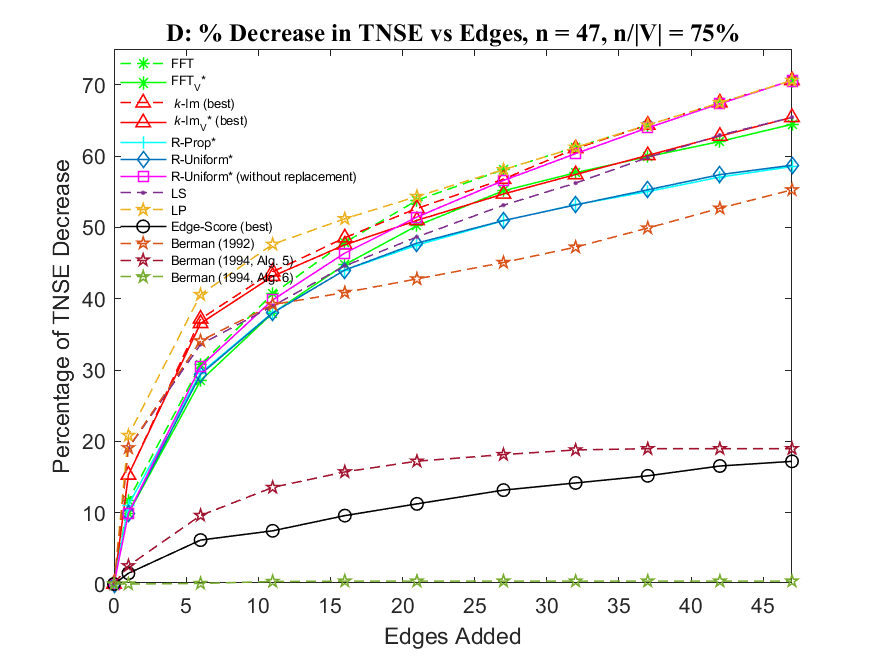 D: % Decrease in TNSE vs Edges, n = 47, n/|V| = 75%
Percentage of TNSE Decrease
70
60
50
40
30
20
10
0
FFT
FFT_V*
k-Im (best)
k-Im_V* (best)
R-Prop*
R-Uniform*
R-Uniform* (without replacement)
LS
LP
Edge-Score (best)
Berman (1992)
Berman (1994, Alg. 5)
Berman (1994, Alg. 6)
0 5 10 15 20 25 30 35 40 45
Edges Added